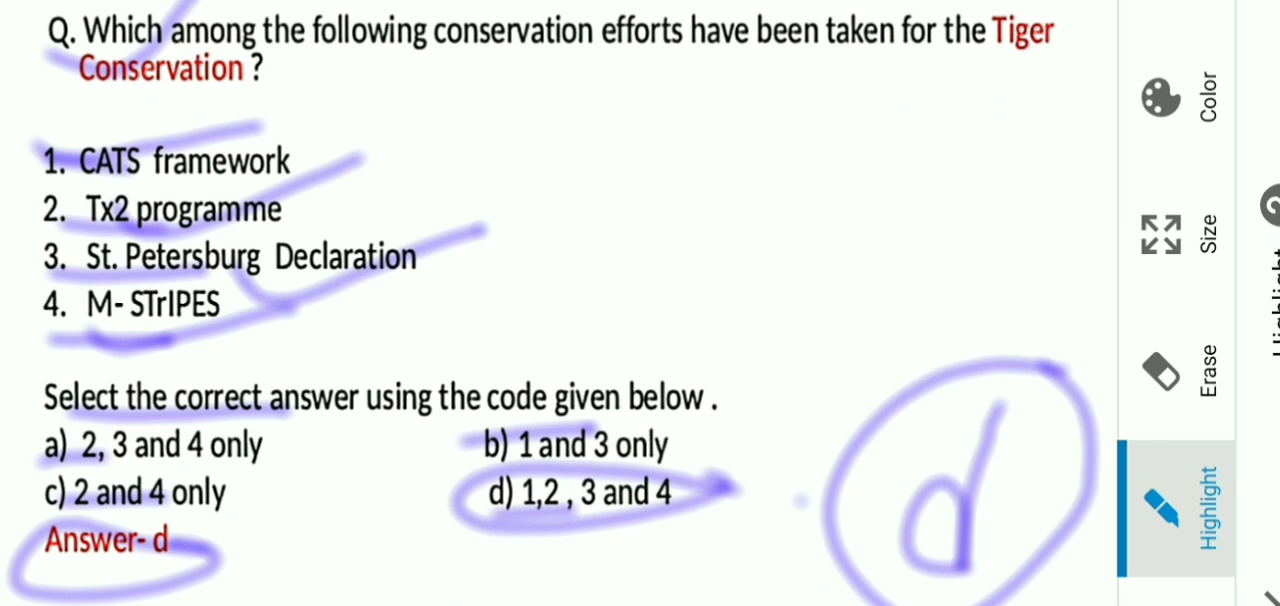 Q. Which among the following conservation efforts have been taken for the Tiger
Conservation ?
1. CATS framework
2. Tx2 programme
3. St. Petersburg Declaration
4. M- STrIPES
Select the correct answer using the code given below .
a) 2, 3 and 4 only
b) 1 and 3 only
c) 2 and 4 only
d) 1,2 , 3 and 4
Answer- d
d
Color
Size
Erase
Highlight